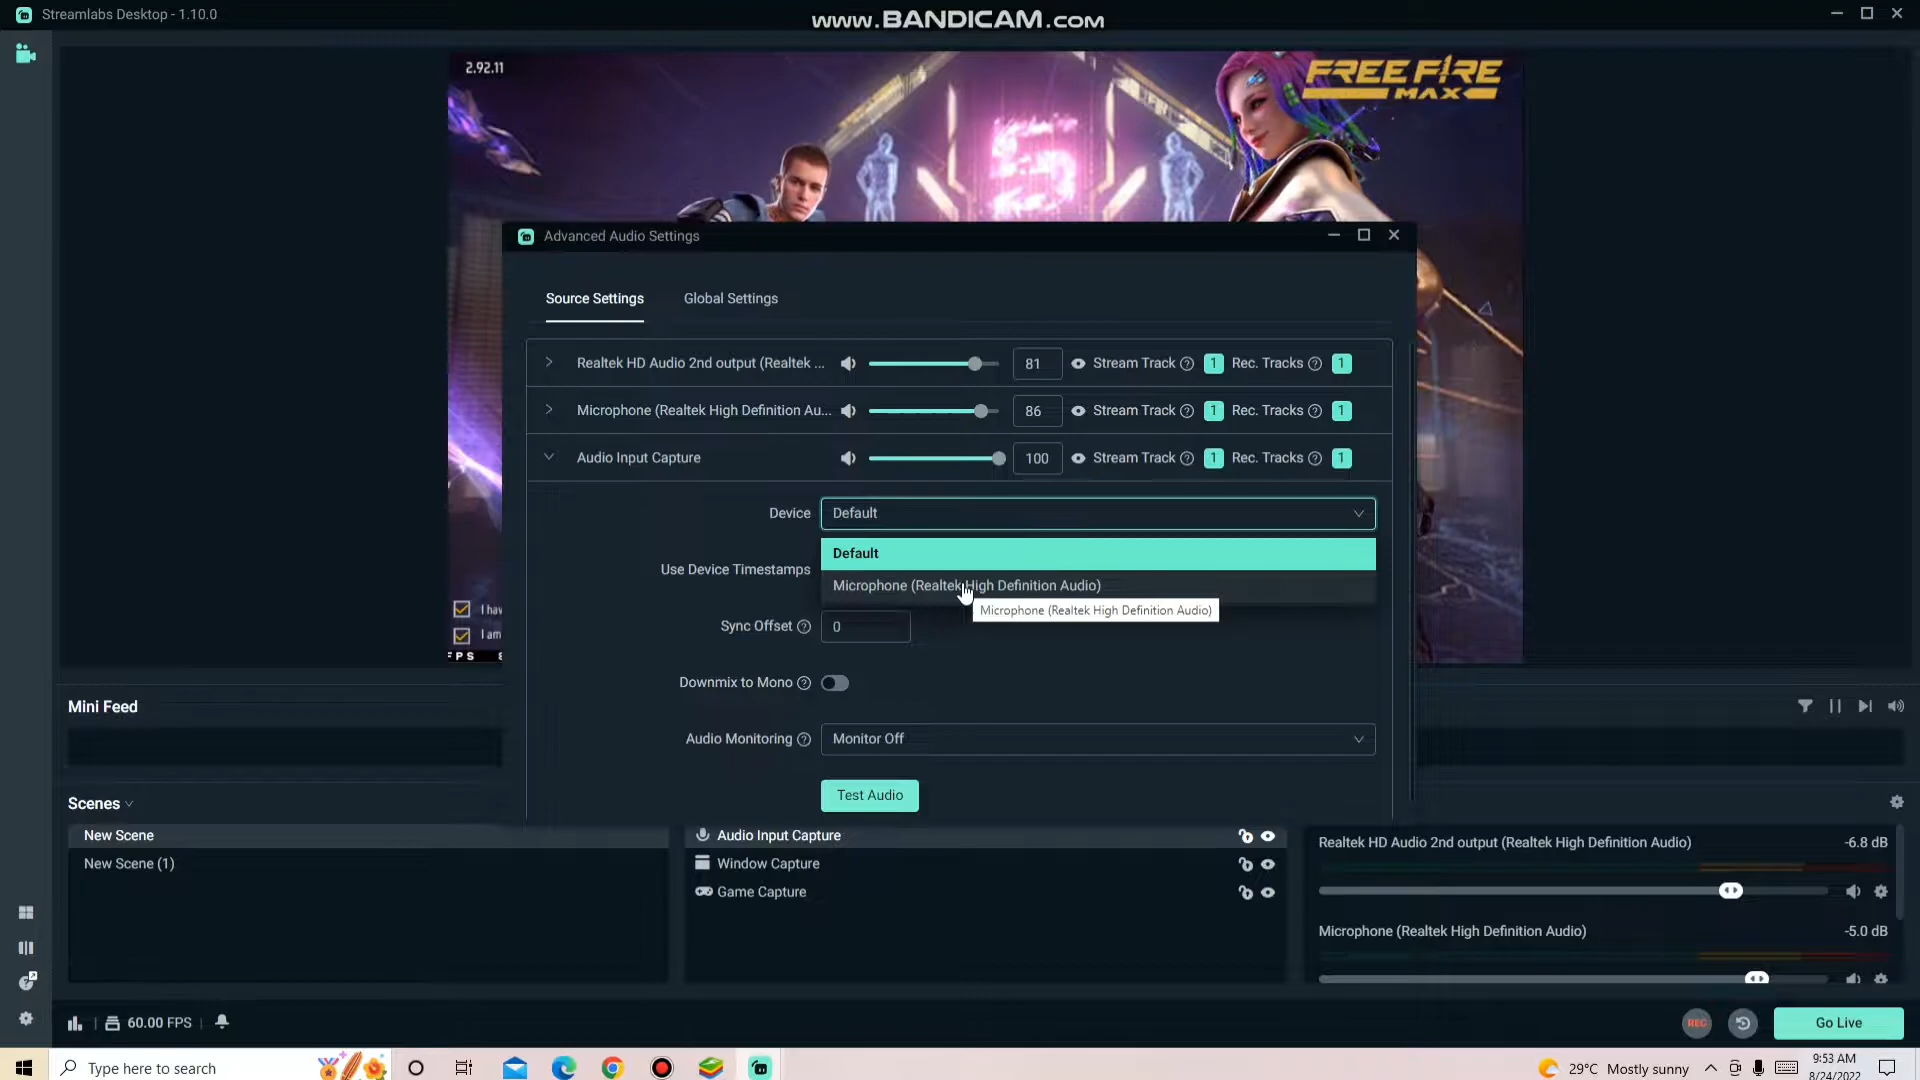 Streamlabs Desktop - 1.10.0
www.BANDICAM.com
2.92.11
FREE FIRE
MAX
Advanced Audio Settings
Source Settings
Global Settings
Realtek HD Audio 2nd output (Realtek ...
81
Stream Track
1
Rec. Tracks
1
Microphone (Realtek High Definition Au...
86
Stream Track
1
Rec. Tracks
1
Audio Input Capture
100
Stream Track
1
Rec. Tracks
1
Device
Default
Default
Use Device Timestamps
Microphone (Realtek High Definition Audio)
Microphone (Realtek High Definition Audio)
I hav
I am
FPS
Sync Offset
0
Downmix to Mono
Audio Monitoring
Monitor Off
Test Audio
Mini Feed
Scenes
New Scene
New Scene (1)
Audio Input Capture
Window Capture
Game Capture
Realtek HD Audio 2nd output (Realtek High Definition Audio)
-6.8 dB
Microphone (Realtek High Definition Audio)
-5.0 dB
60.00 FPS
REC
Go Live
Type here to search
29°C Mostly sunny
9:53 AM
8/24/2022